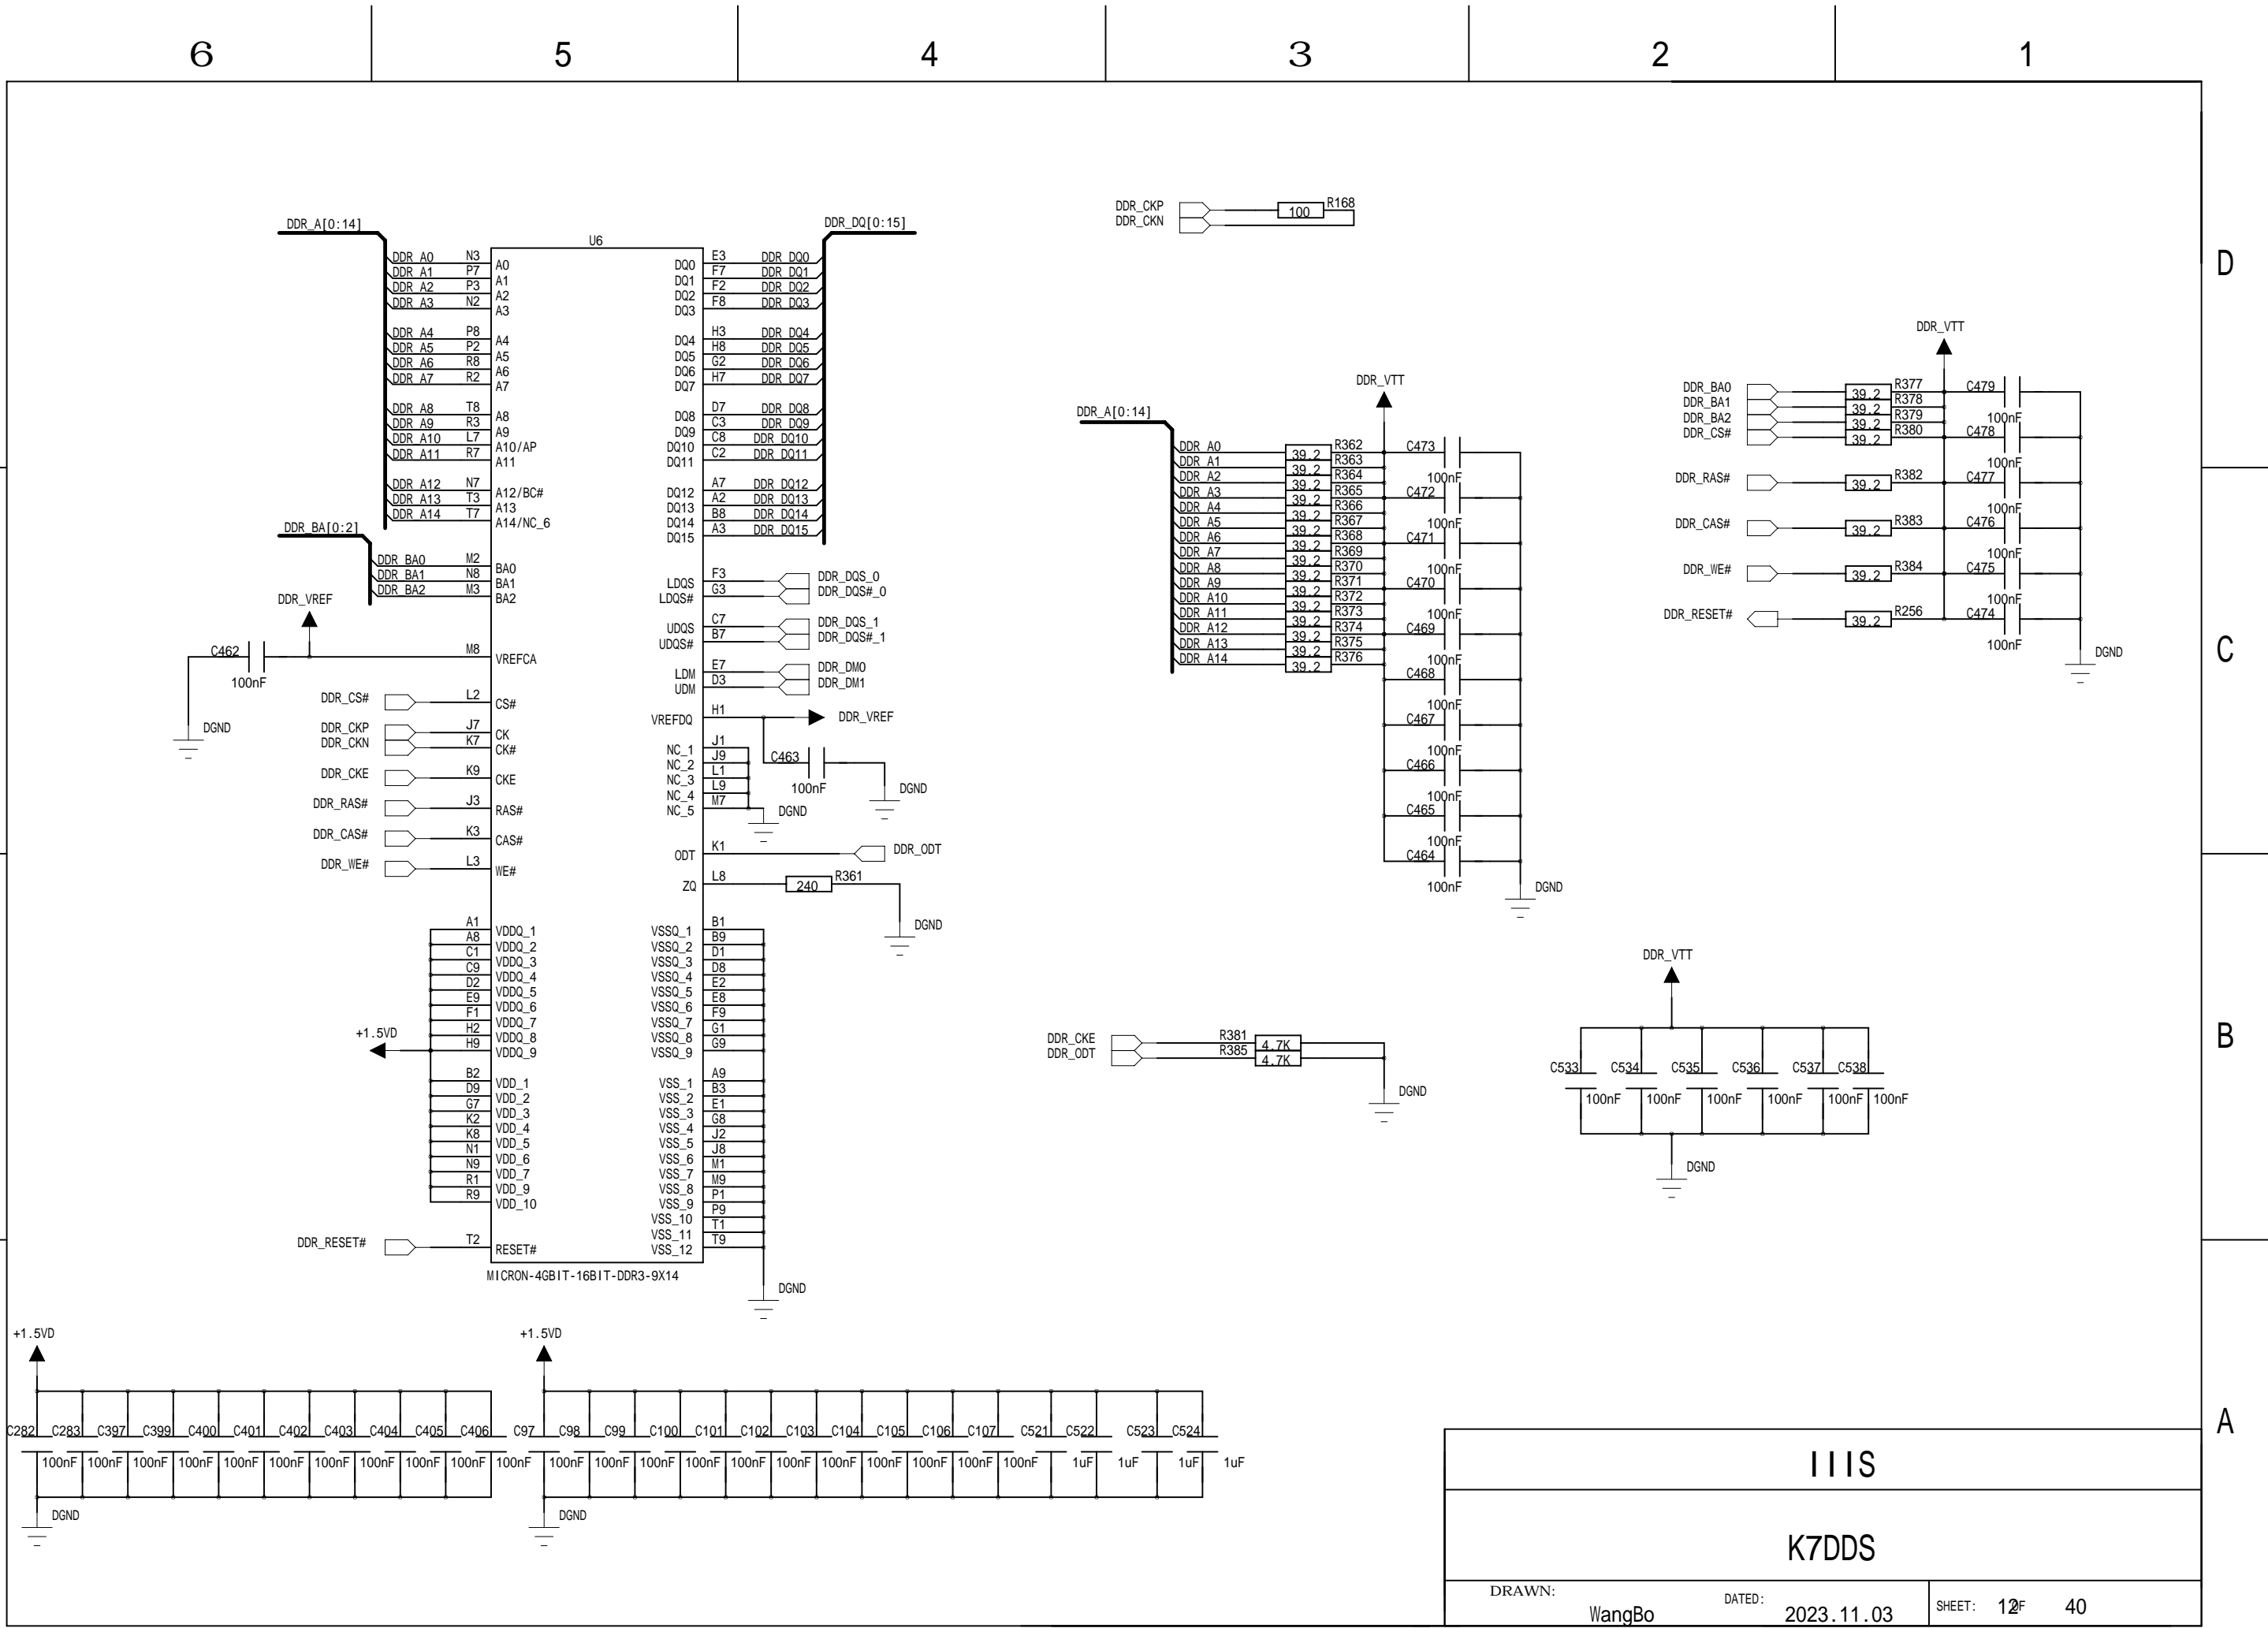 6 5 4 3 2 1
D
C
B
A
DDR_A[0:14]
DDR_A0 N3 A0
DDR_A1 P7 A1
DDR_A2 P3 A2
DDR_A3 N2 A3
DDR_A4 P8 A4
DDR_A5 P2 A5
DDR_A6 R8 A6
DDR_A7 R2 A7
DDR_A8 T8 A8
DDR_A9 R3 A9
DDR_A10 L7 A10/AP
DDR_A11 R7 A11
DDR_A12 N7 A12/BC#
DDR_A13 T3 A13
DDR_A14 T7 A14/NC_6
DDR_BA[0:2]
DDR_BA0 M2 BA0
DDR_BA1 N8 BA1
DDR_BA2 M3 BA2
DDR_VREF
C462 100nF M8 VREFCA
DGND
DDR_CS# L2 CS#
DDR_CKP J7 CK
DDR_CKN K7 CK#
DDR_CKE K9 CKE
DDR_RAS# J3 RAS#
DDR_CAS# K3 CAS#
DDR_WE# L3 WE#
+1.5VD
A1 VDDQ_1
A8 VDDQ_2
C1 VDDQ_3
C9 VDDQ_4
D2 VDDQ_5
E9 VDDQ_6
F1 VDDQ_7
H2 VDDQ_8
H9 VDDQ_9
B2 VDD_1
D9 VDD_2
G7 VDD_3
K2 VDD_4
K8 VDD_5
N1 VDD_6
N9 VDD_7
R1 VDD_9
R9 VDD_10
DDR_RESET# T2 RESET#
U6
MICRON-4GBIT-16BIT-DDR3-9X14
DDR_DQ[0:15]
DQ0 E3 DDR_DQ0
DQ1 F7 DDR_DQ1
DQ2 F2 DDR_DQ2
DQ3 F8 DDR_DQ3
DQ4 H3 DDR_DQ4
DQ5 H8 DDR_DQ5
DQ6 G2 DDR_DQ6
DQ7 H7 DDR_DQ7
DQ8 D7 DDR_DQ8
DQ9 C3 DDR_DQ9
DQ10 C8 DDR_DQ10
DQ11 C2 DDR_DQ11
DQ12 A7 DDR_DQ12
DQ13 A2 DDR_DQ13
DQ14 B8 DDR_DQ14
DQ15 A3 DDR_DQ15
LDQS F3 DDR_DQS_0
LDQS# G3 DDR_DQS#_0
UDQS C7 DDR_DQS_1
UDQS# B7 DDR_DQS#_1
LDM E7 DDR_DM0
UDM D3 DDR_DM1
VREFDQ H1 DDR_VREF
C463 100nF DGND
NC_1 J1
NC_2 J9
NC_3 L1
NC_4 L9
NC_5 M7
DGND
ODT K1 DDR_ODT
ZQ L8 240 R361
DGND
VSSQ_1 B1
VSSQ_2 B9
VSSQ_3 D1
VSSQ_4 D8
VSSQ_5 E2
VSSQ_6 E8
VSSQ_7 F9
VSSQ_8 G1
VSSQ_9 G9
VSS_1 A9
VSS_2 B3
VSS_3 E1
VSS_4 G8
VSS_5 J2
VSS_6 J8
VSS_7 M1
VSS_8 M9
VSS_9 P1
VSS_10 P9
VSS_11 T1
VSS_12 T9
DGND
DDR_CKP 100 R168
DDR_CKN
DDR_A[0:14]
DDR_VTT
DDR_A0 39.2 R362
DDR_A1 39.2 R363
DDR_A2 39.2 R364
DDR_A3 39.2 R365
DDR_A4 39.2 R366
DDR_A5 39.2 R367
DDR_A6 39.2 R368
DDR_A7 39.2 R369
DDR_A8 39.2 R370
DDR_A9 39.2 R371
DDR_A10 39.2 R372
DDR_A11 39.2 R373
DDR_A12 39.2 R374
DDR_A13 39.2 R375
DDR_A14 39.2 R376
C473 100nF
C472 100nF
C471 100nF
C470 100nF
C469 100nF
C468 100nF
C467 100nF
C466 100nF
C465 100nF
C464 100nF
DGND
DDR_VTT
DDR_BA0 39.2 R377
DDR_BA1 39.2 R378
DDR_BA2 39.2 R379
DDR_CS# 39.2 R380
DDR_RAS# 39.2 R382
DDR_CAS# 39.2 R383
DDR_WE# 39.2 R384
DDR_RESET# 39.2 R256
C479 100nF
C478 100nF
C477 100nF
C476 100nF
C475 100nF
C474 100nF
DGND
DDR_CKE R381 4.7K
DDR_ODT R385 4.7K
DGND
DDR_VTT
C533 C534 C535 C536 C537 C538
100nF 100nF 100nF 100nF 100nF 100nF
DGND
+1.5VD
C282 C283 C397 C399 C400 C401 C402 C403 C404 C405 C406
100nF 100nF 100nF 100nF 100nF 100nF 100nF 100nF 100nF 100nF 100nF
DGND
+1.5VD
C97 C98 C99 C100 C101 C102 C103 C104 C105 C106 C107 C521 C522 C523 C524
100nF 100nF 100nF 100nF 100nF 100nF 100nF 100nF 100nF 100nF 100nF 1uF 1uF 1uF 1uF
DGND
IIIS
K7DDS
DRAWN: WangBo DATED: 2023.11.03 SHEET: 12 OF 40